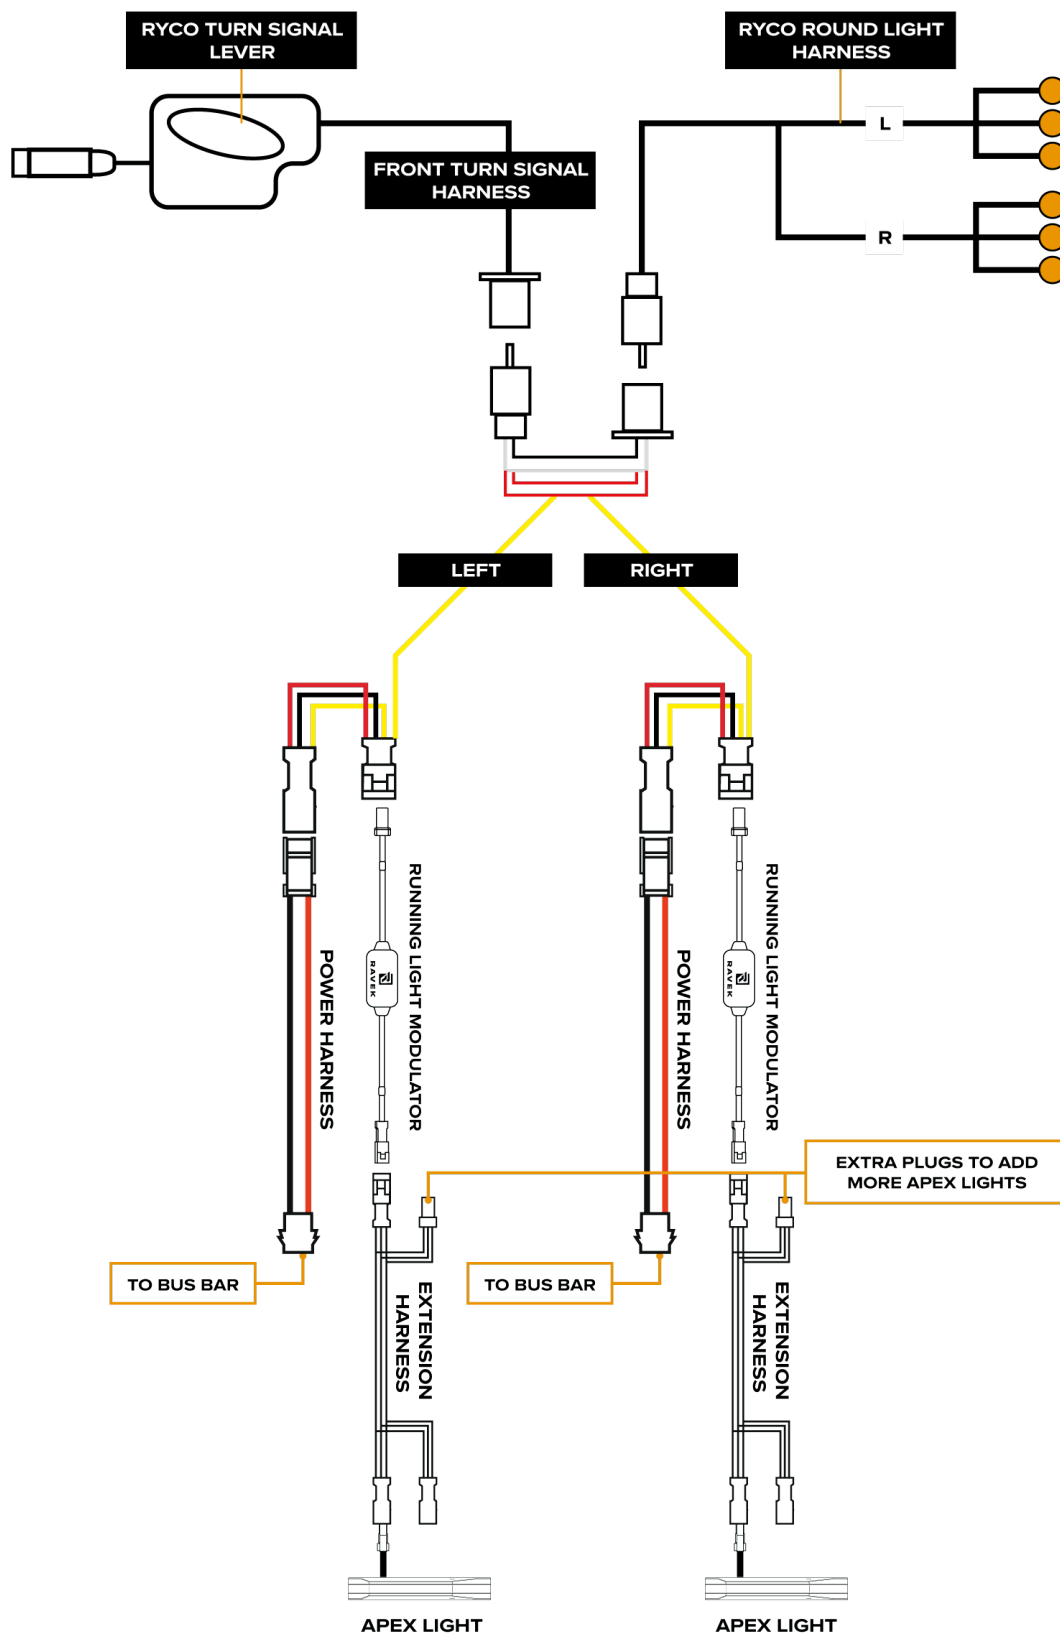 RYCO TURN SIGNAL
LEVER
RYCO ROUND LIGHT
HARNESS
L
FRONT TURN SIGNAL
HARNESS
R
LEFT
RIGHT
POWER HARNESS
RAVEK
RUNNING LIGHT MODULATOR
POWER HARNESS
RAVEK
RUNNING LIGHT MODULATOR
EXTRA PLUGS TO ADD
MORE APEX LIGHTS
TO BUS BAR
EXTENSION
HARNESS
TO BUS BAR
EXTENSION
HARNESS
APEX LIGHT
APEX LIGHT